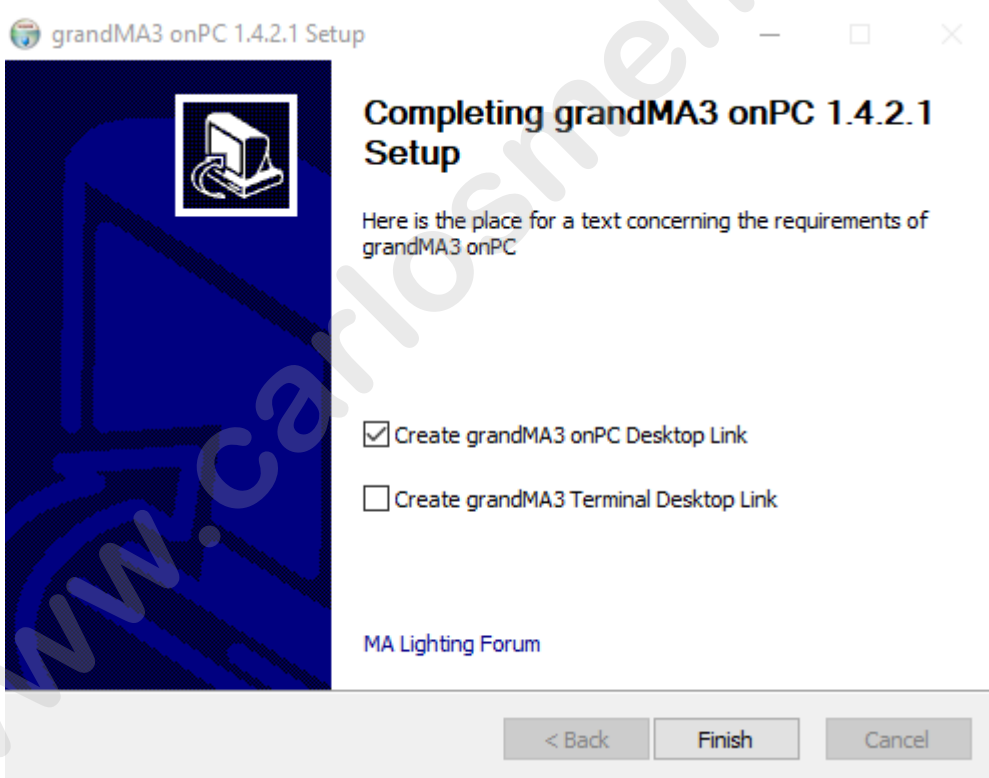 grandMA3 onPC 1.4.2.1 Setup
Completing grandMA3 onPC 1.4.2.1
Setup
Here is the place for a text concerning the requirements of
grandMA3 onPC
Create grandMA3 onPC Desktop Link
Create grandMA3 Terminal Desktop Link
MA Lighting Forum
< Back
Finish
Cancel
www.carlosmen